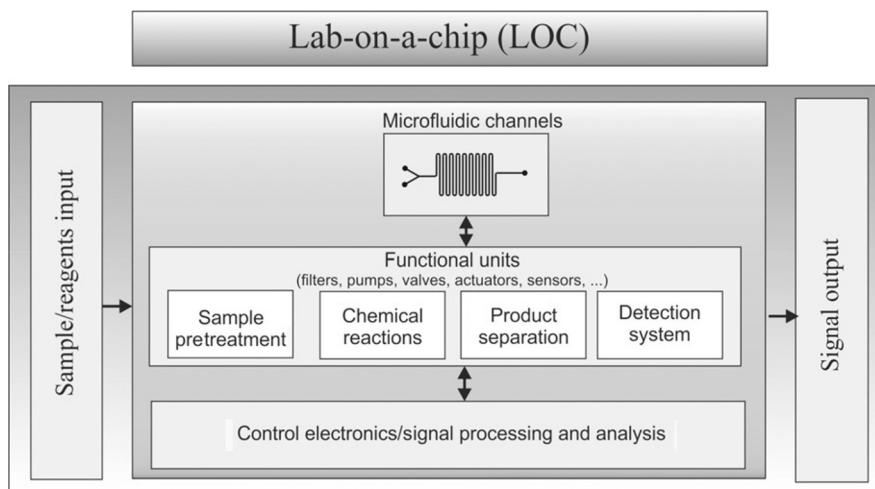 Lab-on-a-chip (LOC)
Sample/reagents input
Microfluidic channels
Functional units
(filters, pumps, valves, actuators, sensors, ...)
Sample
pretreatment
Chemical
reactions
Product
separation
Detection
system
Control electronics/signal processing and analysis
Signal output